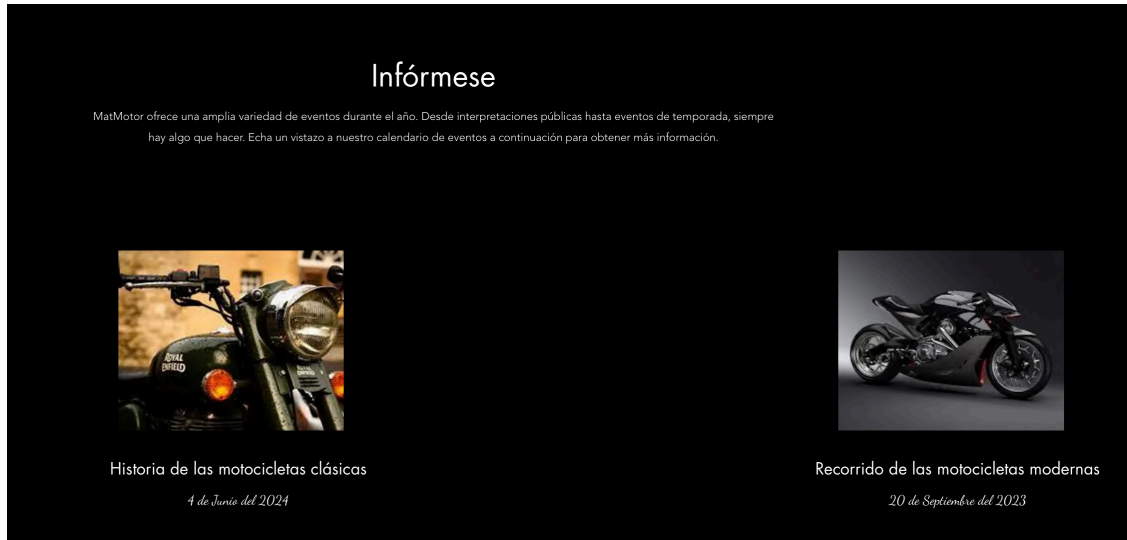 Infórmese
MatMotor ofrece una amplia variedad de eventos durante el año. Desde interpretaciones públicas hasta eventos de temporada, siempre
hay algo que hacer. Echa un vistazo a nuestro calendario de eventos a continuación para obtener más información.
ROYAL
ENFIELD
ROYAL
ENFIELD
Historia de las motocicletas clásicas
4 de Junio del 2024
Recorrido de las motocicletas modernas
20 de Septiembre del 2023